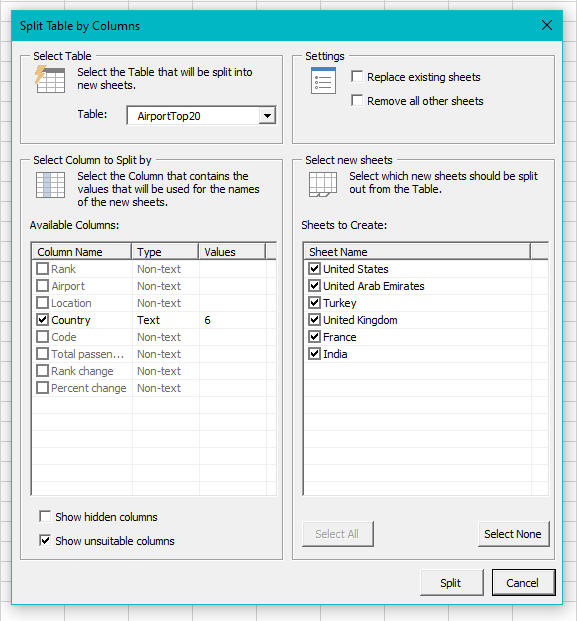 Split Table by Columns
Select Table
Select the Table that will be split into
new sheets.
Table:
AirportTop20
Settings
Replace existing sheets
Remove all other sheets
Select Column to Split by
Select the Column that contains the
values that will be used for the names
of the new sheets.
Available Columns:
Column Name Type Values
Rank Non-text
Airport Non-text
Location Non-text
Country Text 6
Code Non-text
Total passen... Non-text
Rank change Non-text
Percent change Non-text
Show hidden columns
Show unsuitable columns
Select new sheets
Select which new sheets should be split
out from the Table.
Sheets to Create:
Sheet Name
United States
United Arab Emirates
Turkey
United Kingdom
France
India
Select All
Select None
Split
Cancel